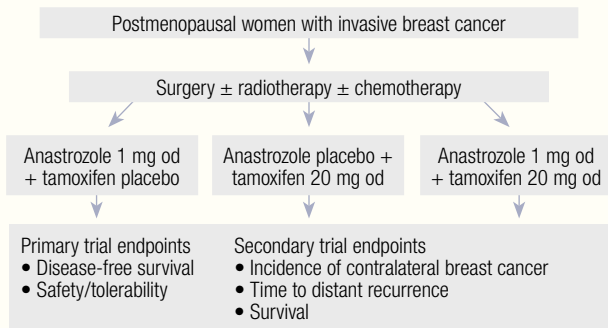 Postmenopausal women with invasive breast cancer
Surgery ± radiotherapy ± chemotherapy
Anastrozole 1 mg od
+ tamoxifen placebo
Anastrozole placebo +
tamoxifen 20 mg od
Anastrozole 1 mg od
+ tamoxifen 20 mg od
Primary trial endpoints
• Disease-free survival
• Safety/tolerability
Secondary trial endpoints
• Incidence of contralateral breast cancer
• Time to distant recurrence
• Survival